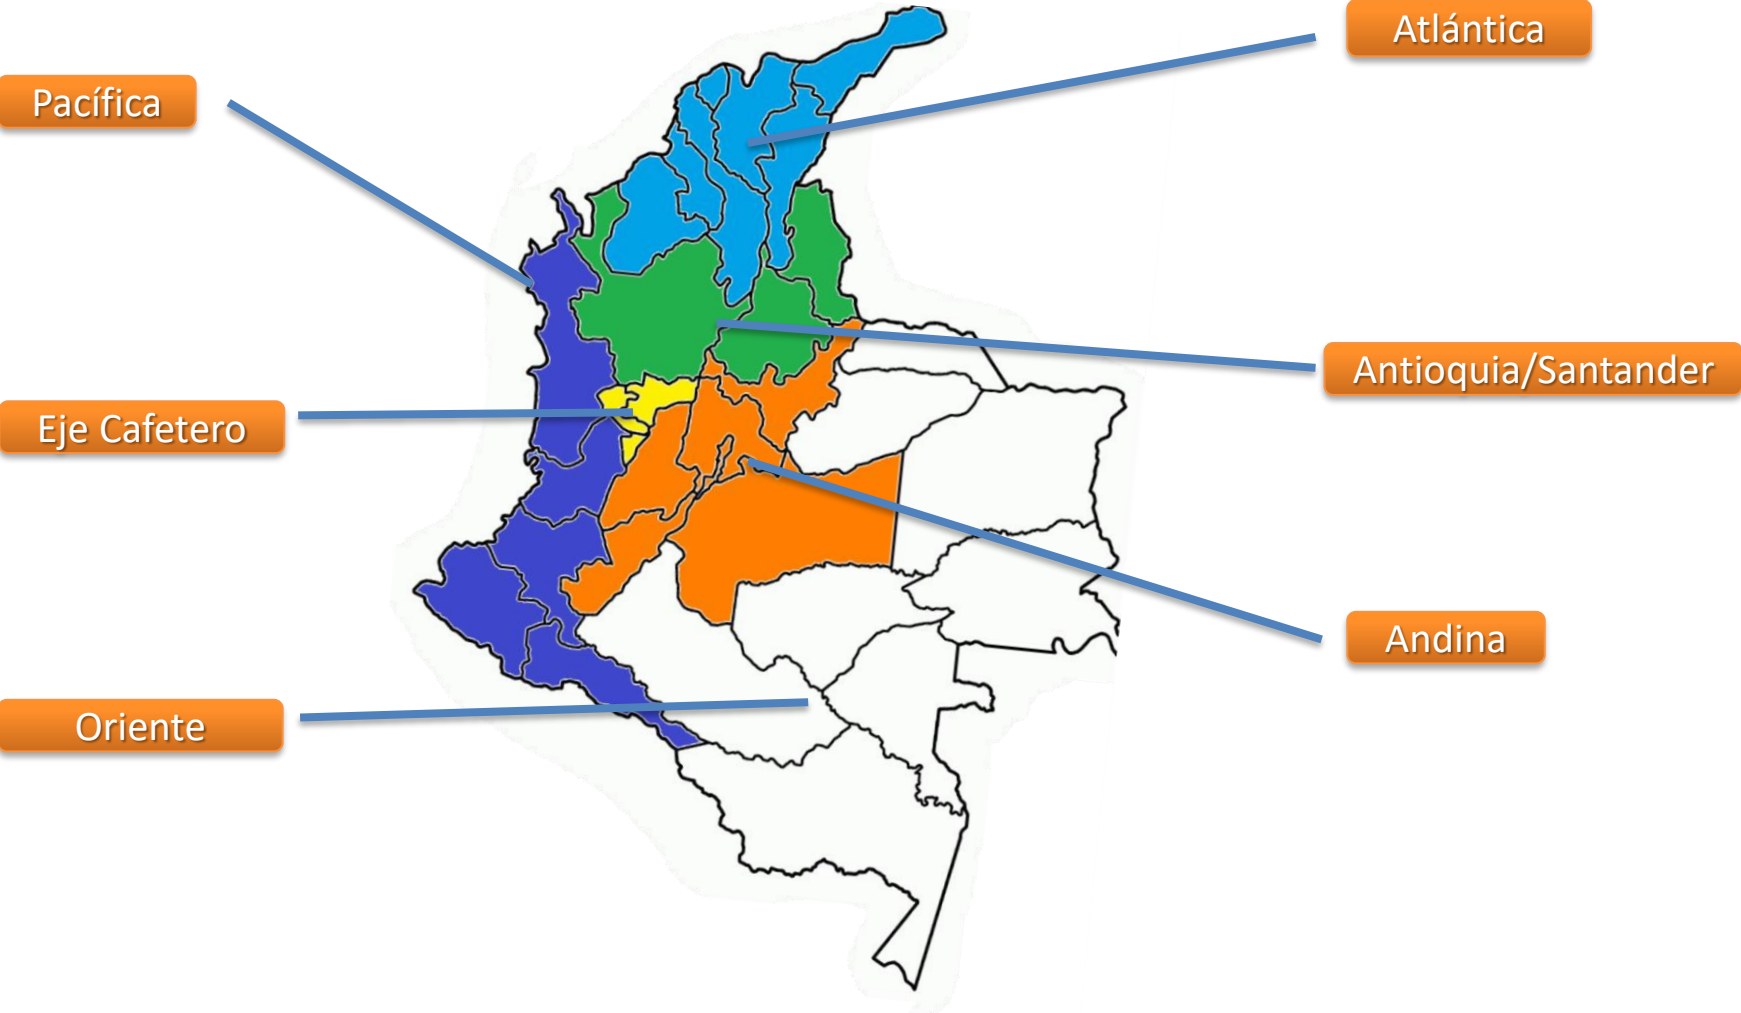 Atlántica
Pacífica
Antioquia/Santander
Eje Cafetero
Andina
Oriente